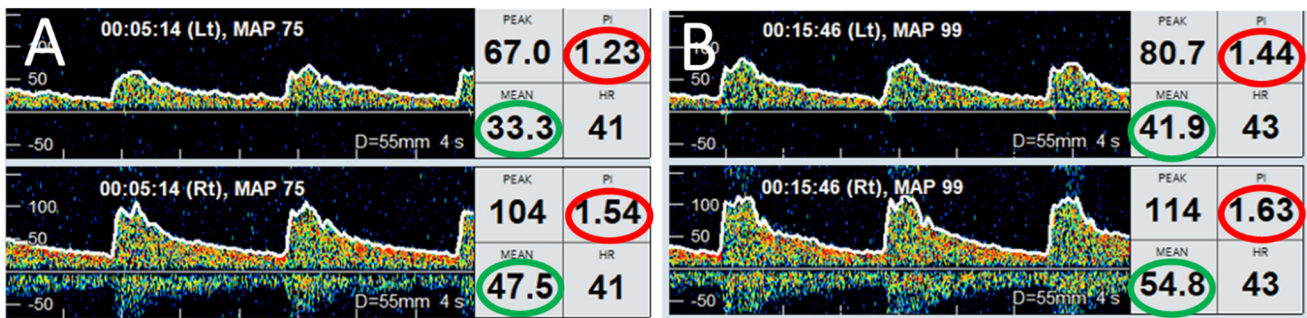 A
00:05:14 (Lt), MAP 75
100
50
-50
D=55mm 4 s
PEAK
67.0
PI
1.23
MEAN
33.3
HR
41
00:05:14 (Rt), MAP 75
100
50
-50
D=55mm 4 s
PEAK
104
PI
1.54
MEAN
47.5
HR
41
B
00:15:46 (Lt), MAP 99
50
-50
D=55mm 4 s
PEAK
80.7
PI
1.44
MEAN
41.9
HR
43
00:15:46 (Rt), MAP 99
100
50
-50
D=55mm 4 s
PEAK
114
PI
1.63
MEAN
54.8
HR
43